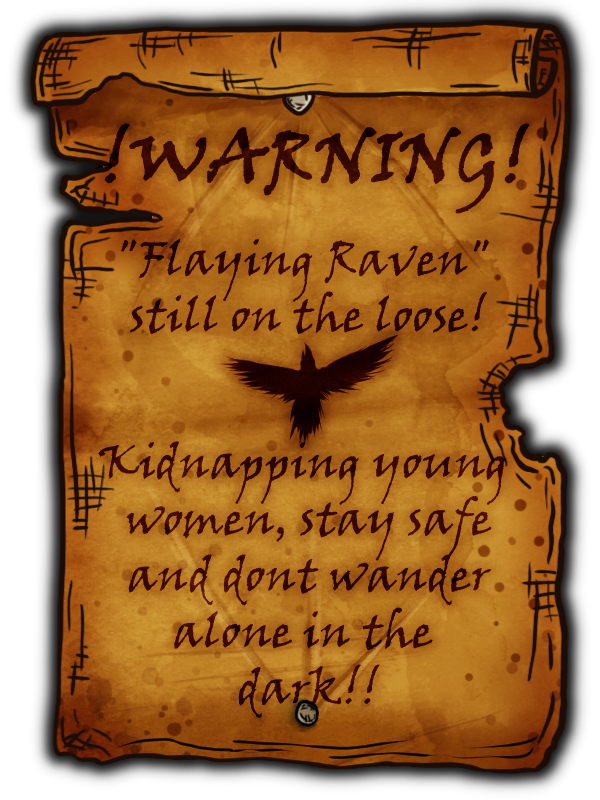 !WARNING!
"Flaying Raven"
still on the loose!
Kidnapping young
women, stay safe
and dont wander
alone in the
dark!!